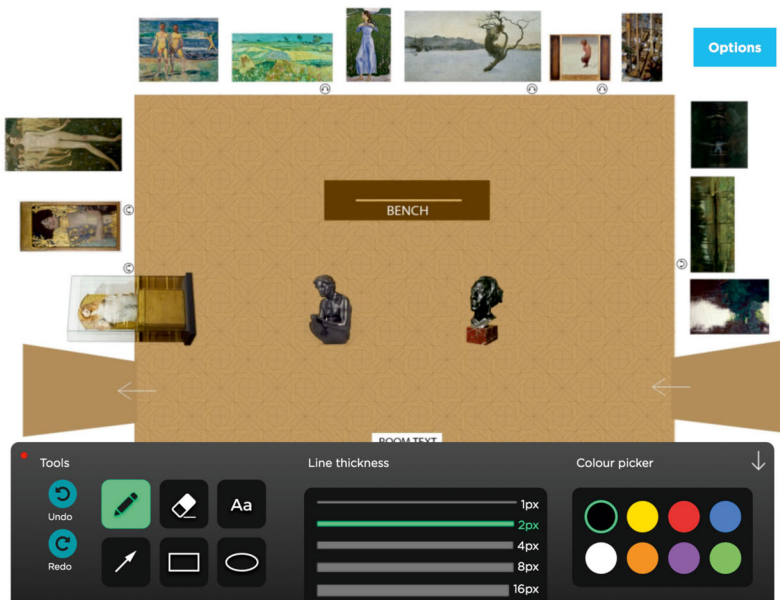 Options
BENCH
ROOM TEXT
Tools
Line thickness
Colour picker
Undo
Redo
Aa
1px
2px
4px
8px
16px